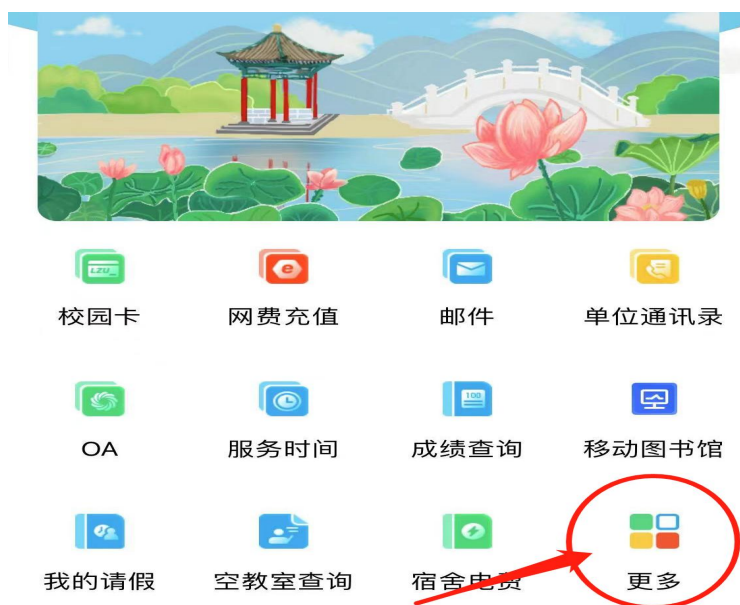 LZU_
e
校园卡 网费充值 邮件 单位通讯录
100
OA 服务时间 成绩查询 移动图书馆
我的请假 空教室查询 宿舍电费 更多